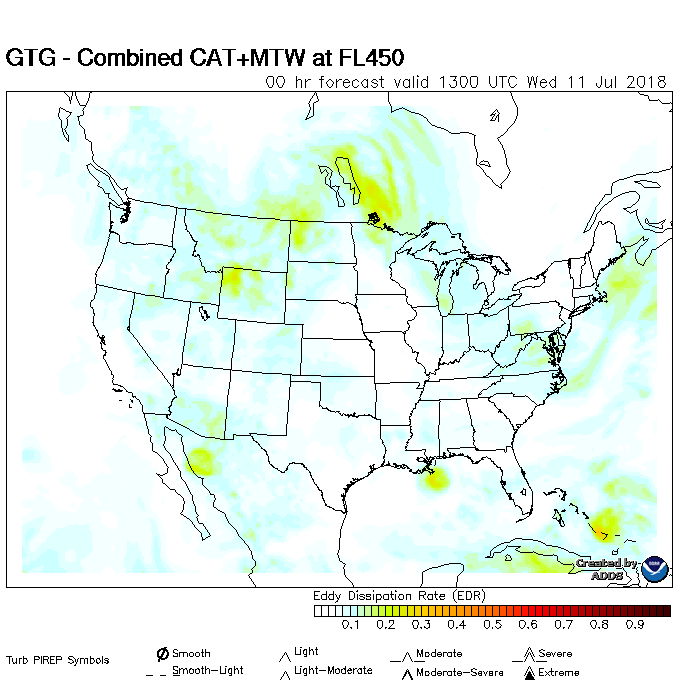 GTG - Combined CAT+MTW at FL450
00 hr forecast valid 1300 UTC Wed 11 Jul 2018
Created by
ADDS
Eddy Dissipation Rate (EDR)
0.1 0.2 0.3 0.4 0.5 0.6 0.7 0.8 0.9
Turb PIREP Symbols
Smooth Light Moderate Severe
Smooth-Light Light-Moderate Moderate-Severe Extreme